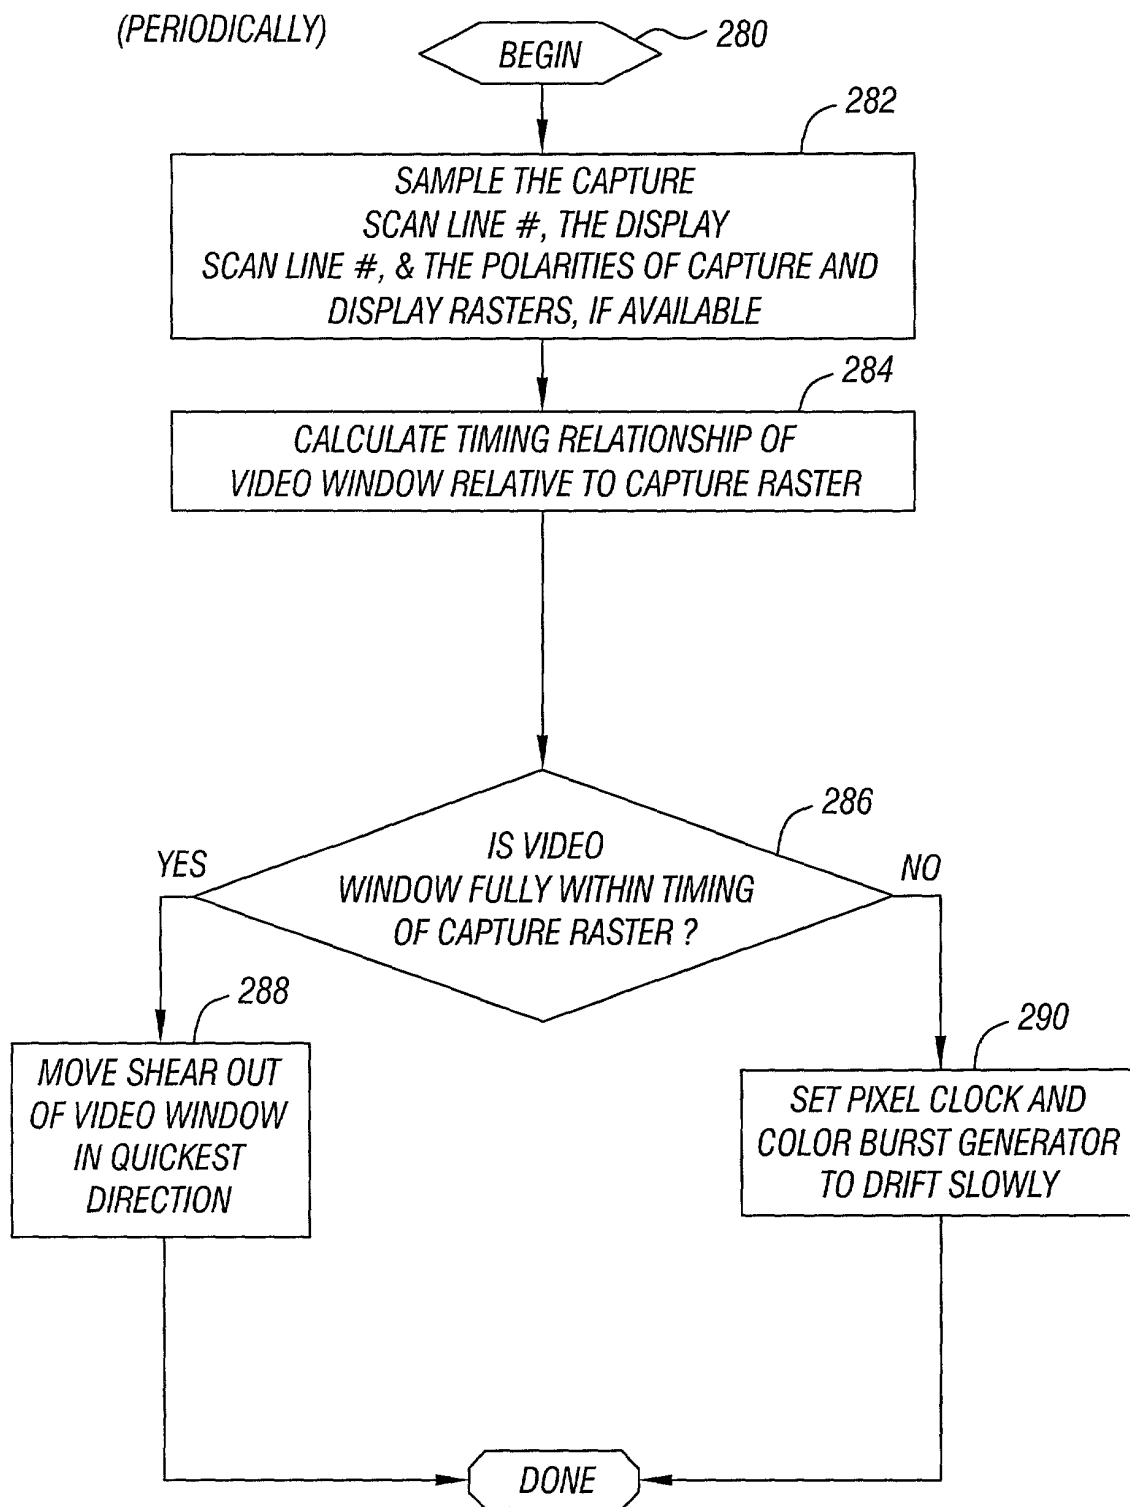 (PERIODICALLY)
BEGIN
280
282
SAMPLE THE CAPTURE
SCAN LINE #, THE DISPLAY
SCAN LINE #, & THE POLARITIES OF CAPTURE AND
DISPLAY RASTERS, IF AVAILABLE
284
CALCULATE TIMING RELATIONSHIP OF
VIDEO WINDOW RELATIVE TO CAPTURE RASTER
286
IS VIDEO
WINDOW FULLY WITHIN TIMING
OF CAPTURE RASTER ?
YES
NO
288
MOVE SHEAR OUT
OF VIDEO WINDOW
IN QUICKEST
DIRECTION
290
SET PIXEL CLOCK AND
COLOR BURST GENERATOR
TO DRIFT SLOWLY
DONE